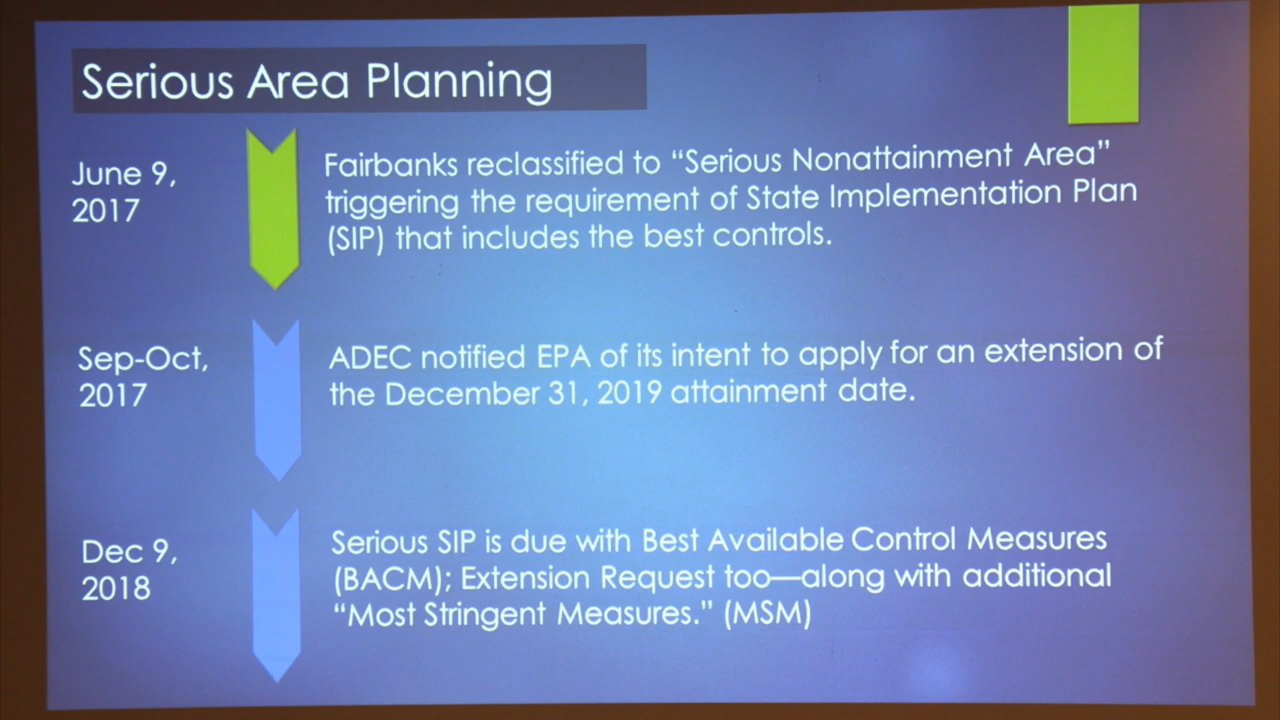 Serious Area Planning
June 9,
2017
Fairbanks reclassified to “Serious Nonattainment Area”
triggering the requirement of State Implementation Plan
(SIP) that includes the best controls.
Sep-Oct,
2017
ADEC notified EPA of its intent to apply for an extension of
the December 31, 2019 attainment date.
Dec 9,
2018
Serious SIP is due with Best Available Control Measures
(BACM); Extension Request too—along with additional
“Most Stringent Measures.” (MSM)